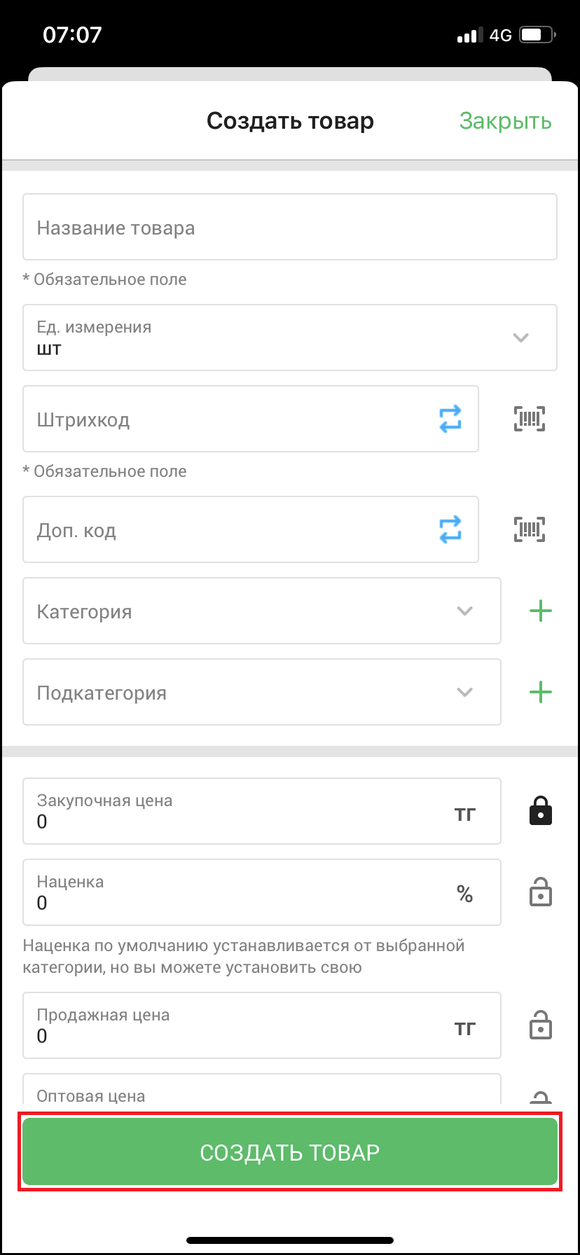 07:07
4G
Создать товар
Закрыть
Название товара
* Обязательное поле
Ед. измерения
шт
Штрихкод
* Обязательное поле
Доп. код
Категория
Подкатегория
Закупочная цена
0
тг
Наценка
0
%
Наценка по умолчанию устанавливается от выбранной
категории, но вы можете установить свою
Продажная цена
0
тг
Оптовая цена
СОЗДАТЬ ТОВАР